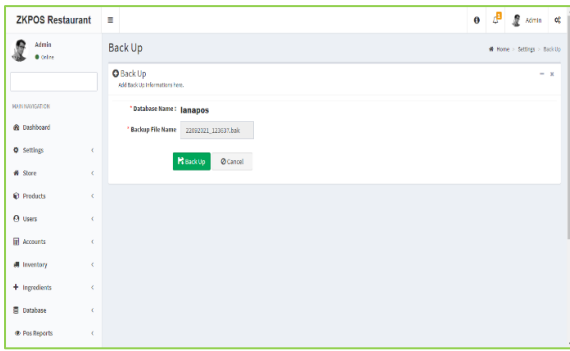 ZKPOS Restaurant
Admin
Admin
Online
Back Up
Home > Settings > Back Up
Back Up
Add Back Up Informations here.
MAIN NAVIGATION
* Database Name : lanapos
* Backup File Name
22092021_123637.bak
Back Up
Cancel
Dashboard
Settings
Store
Products
Users
Accounts
Inventory
Ingredients
Database
Pos Reports